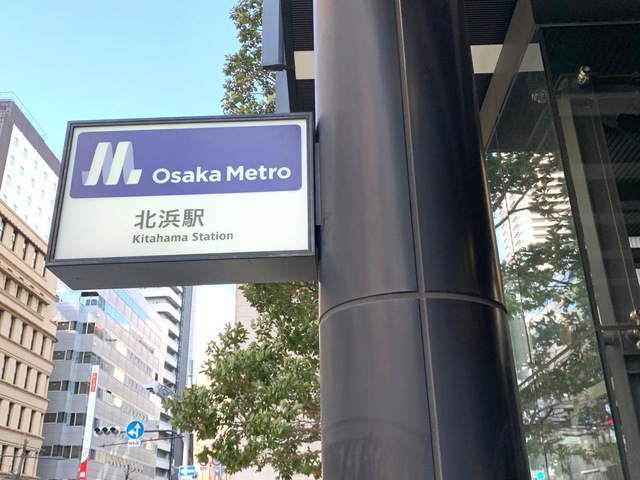 Osaka Metro
北浜駅
Kitahama Station